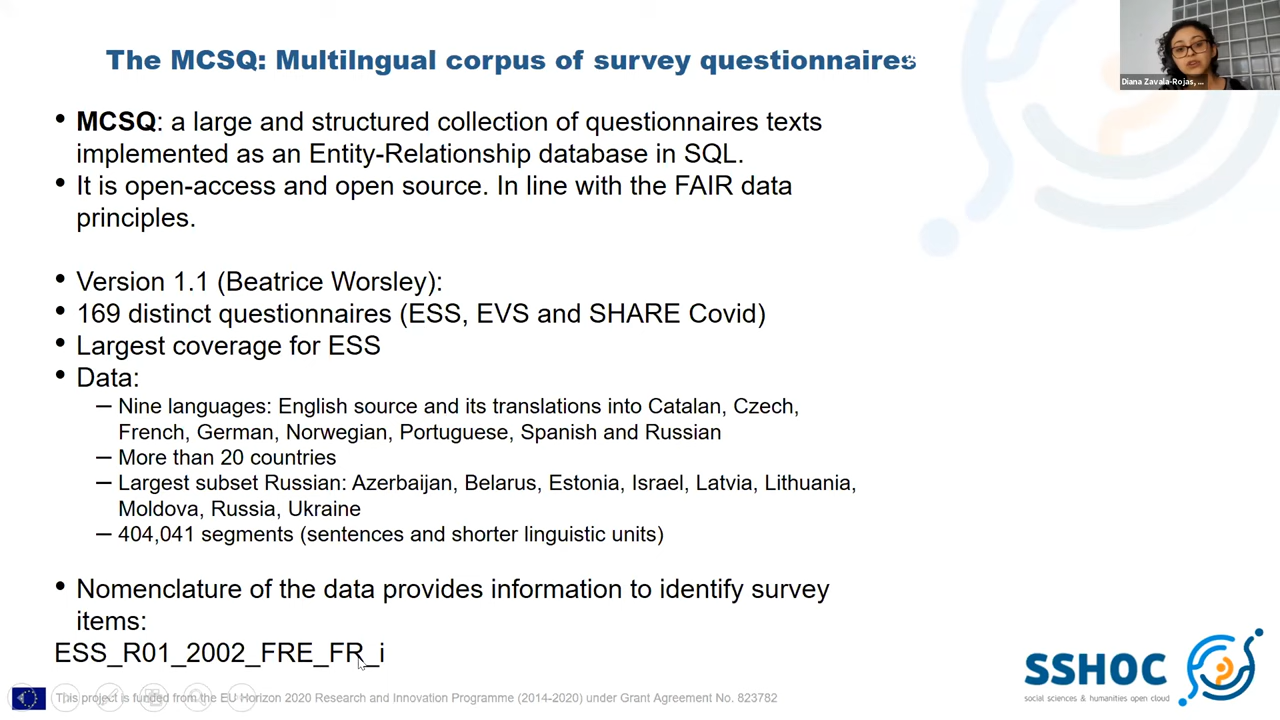 The MCSQ: Multilngual corpus of survey questionnaires
Diana Zavala-Rojas, ...
• MCSQ: a large and structured collection of questionnaires texts
implemented as an Entity-Relationship database in SQL.
• It is open-access and open source. In line with the FAIR data
principles.
• Version 1.1 (Beatrice Worsley):
• 169 distinct questionnaires (ESS, EVS and SHARE Covid)
• Largest coverage for ESS
• Data:
– Nine languages: English source and its translations into Catalan, Czech,
French, German, Norwegian, Portuguese, Spanish and Russian
– More than 20 countries
– Largest subset Russian: Azerbaijan, Belarus, Estonia, Israel, Latvia, Lithuania,
Moldova, Russia, Ukraine
– 404,041 segments (sentences and shorter linguistic units)
• Nomenclature of the data provides information to identify survey
items:
ESS_R01_2002_FRE_FR_i
SSHOC
social sciences & humanities open cloud
This project is funded from the EU Horizon 2020 Research and Innovation Programme (2014-2020) under Grant Agreement No. 823782